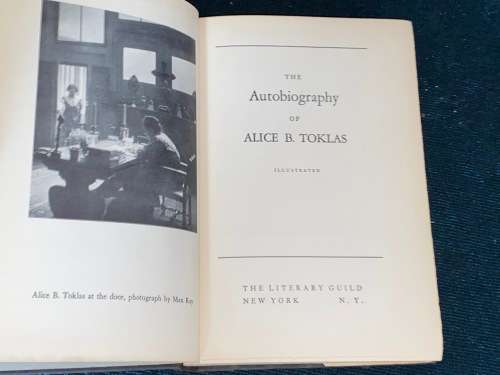 Alice B. Toklas at the door, photograph by Man Ray
THE
Autobiography
OF
ALICE B. TOKLAS
ILLUSTRATED
THE LITERARY GUILD
NEW YORK N. Y.